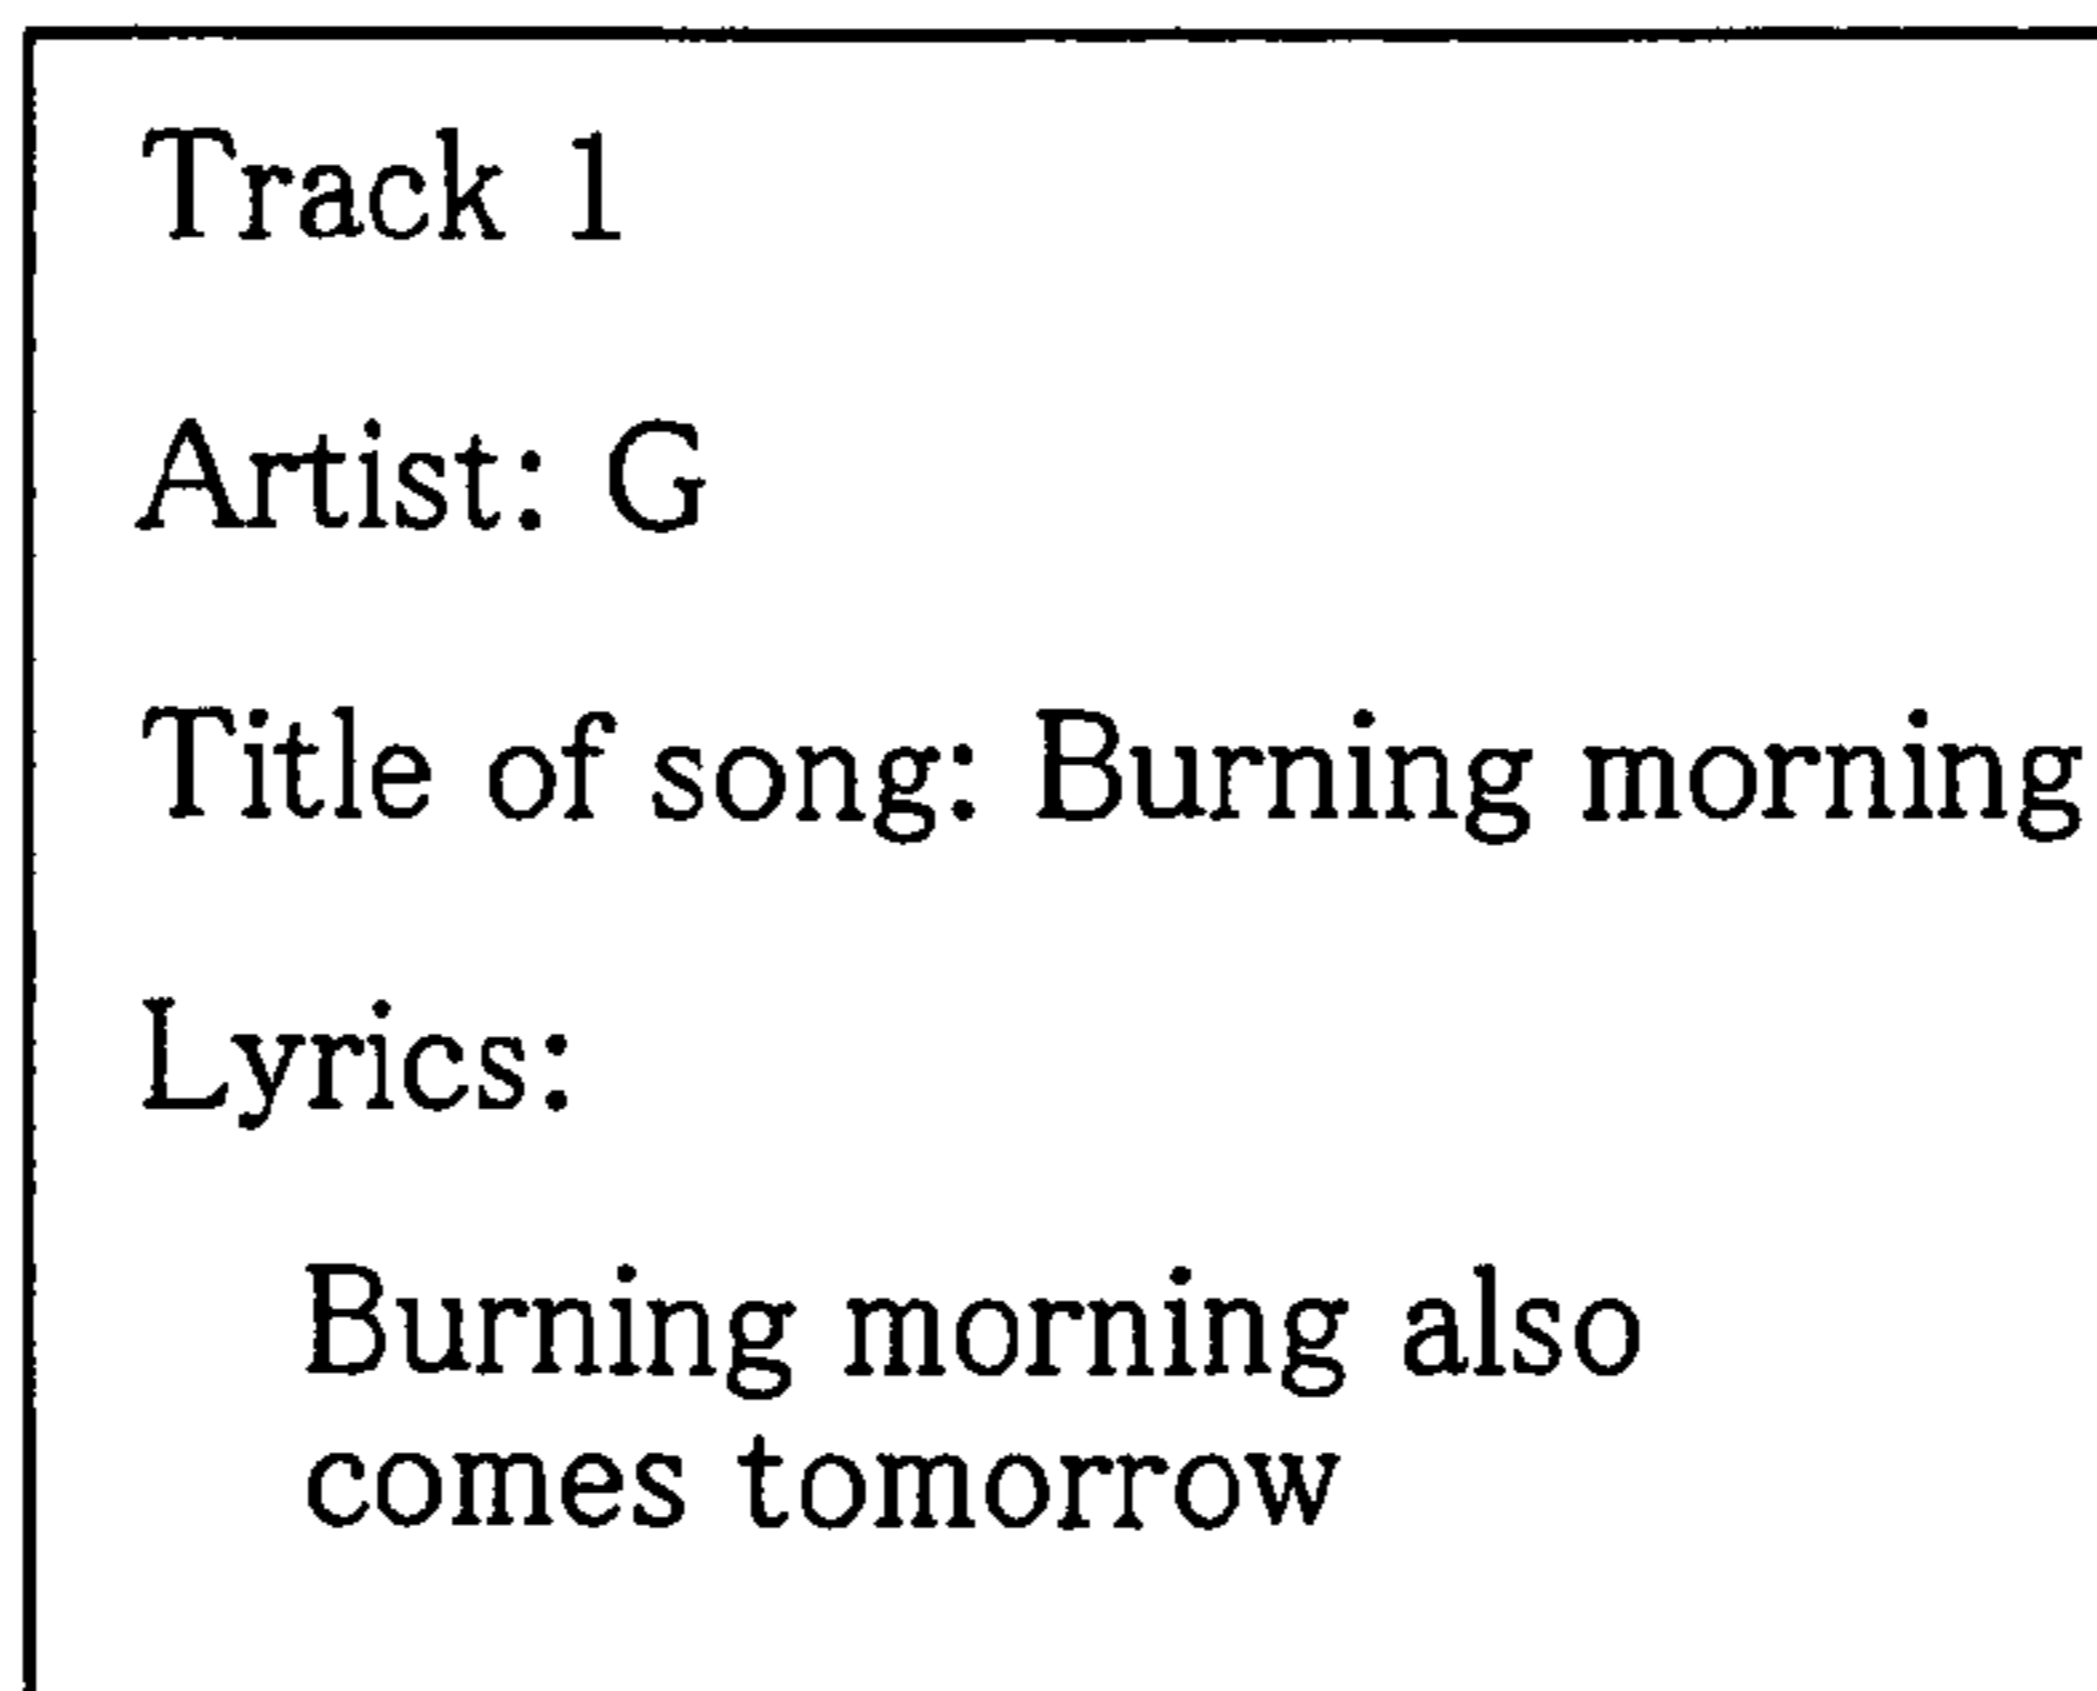 Track 1
Artist: G
Title of song: Burning morning
Lyrics:
Burning morning also
comes tomorrow